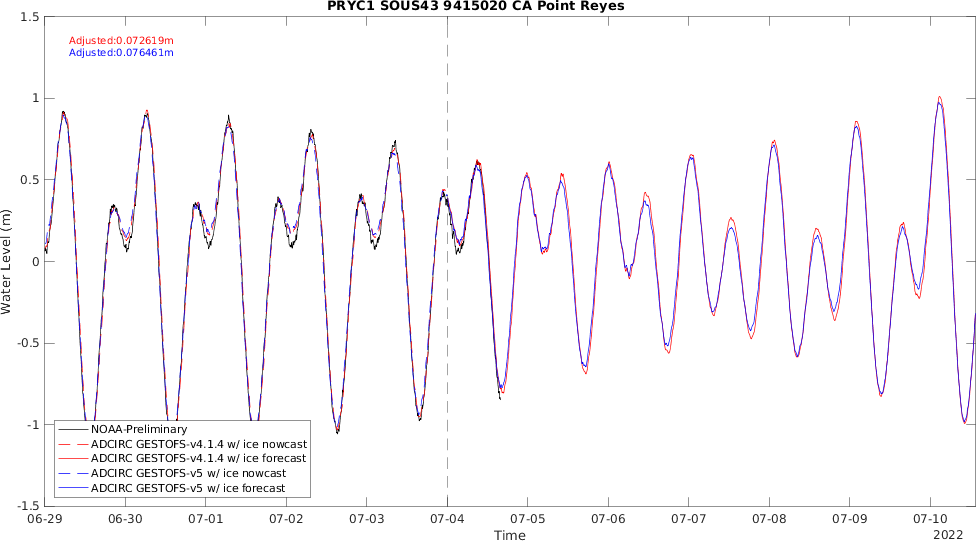 PRYC1 SOUS43 9415020 CA Point Reyes
Adjusted:0.072619m
Adjusted:0.076461m
1.5
1
0.5
0
-0.5
-1
-1.5
Water Level (m)
NOAA-Preliminary
ADCIRC GESTOFS-v4.1.4 w/ ice nowcast
ADCIRC GESTOFS-v4.1.4 w/ ice forecast
ADCIRC GESTOFS-v5 w/ ice nowcast
ADCIRC GESTOFS-v5 w/ ice forecast
06-29 06-30 07-01 07-02 07-03 07-04 07-05 07-06 07-07 07-08 07-09 07-10
Time
2022